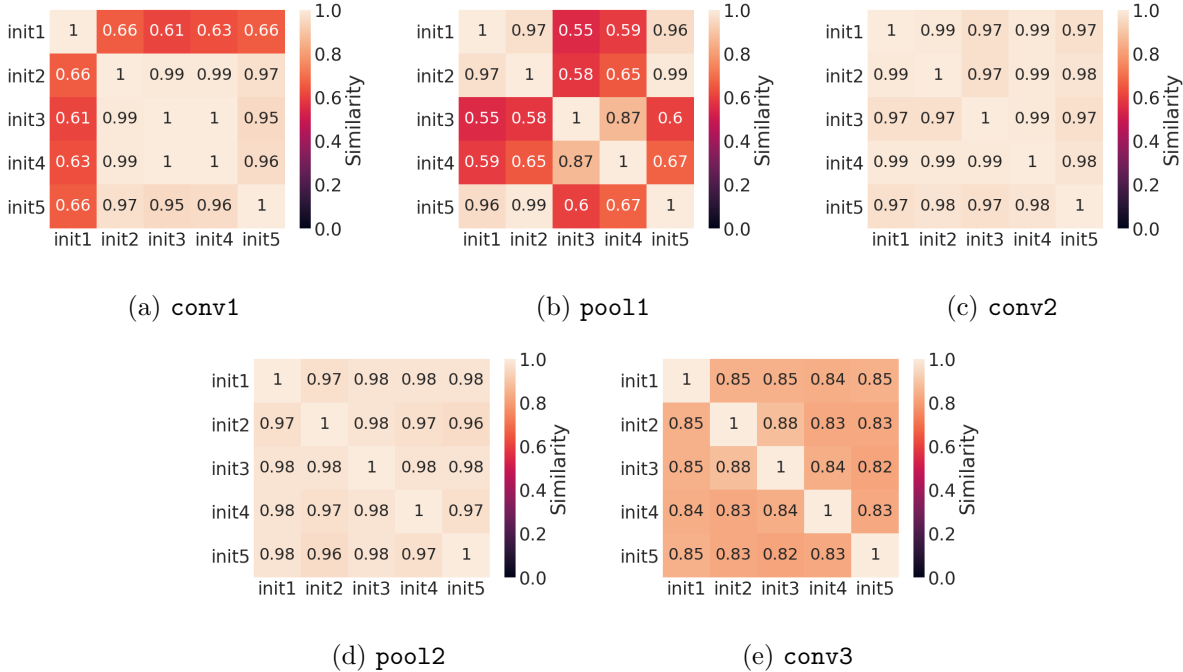 init1 1 0.66 0.61 0.63 0.66
init2 0.66 1 0.99 0.99 0.97
init3 0.61 0.99 1 1 0.95
init4 0.63 0.99 1 1 0.96
init5 0.66 0.97 0.95 0.96 1
init1 init2 init3 init4 init5
1.0
0.8
0.6
0.4
0.2
0.0
Similarity
(a) conv1
init1 1 0.97 0.55 0.59 0.96
init2 0.97 1 0.58 0.65 0.99
init3 0.55 0.58 1 0.87 0.6
init4 0.59 0.65 0.87 1 0.67
init5 0.96 0.99 0.6 0.67 1
init1 init2 init3 init4 init5
1.0
0.8
0.6
0.4
0.2
0.0
Similarity
(b) pool1
init1 1 0.99 0.97 0.99 0.97
init2 0.99 1 0.97 0.99 0.98
init3 0.97 0.97 1 0.99 0.97
init4 0.99 0.99 0.99 1 0.98
init5 0.97 0.98 0.97 0.98 1
init1 init2 init3 init4 init5
1.0
0.8
0.6
0.4
0.2
0.0
Similarity
(c) conv2
init1 1 0.97 0.98 0.98 0.98
init2 0.97 1 0.98 0.97 0.96
init3 0.98 0.98 1 0.98 0.98
init4 0.98 0.97 0.98 1 0.97
init5 0.98 0.96 0.98 0.97 1
init1 init2 init3 init4 init5
1.0
0.8
0.6
0.4
0.2
0.0
Similarity
(d) pool2
init1 1 0.85 0.85 0.84 0.85
init2 0.85 1 0.88 0.83 0.83
init3 0.85 0.88 1 0.84 0.82
init4 0.84 0.83 0.84 1 0.83
init5 0.85 0.83 0.82 0.83 1
init1 init2 init3 init4 init5
1.0
0.8
0.6
0.4
0.2
0.0
Similarity
(e) conv3